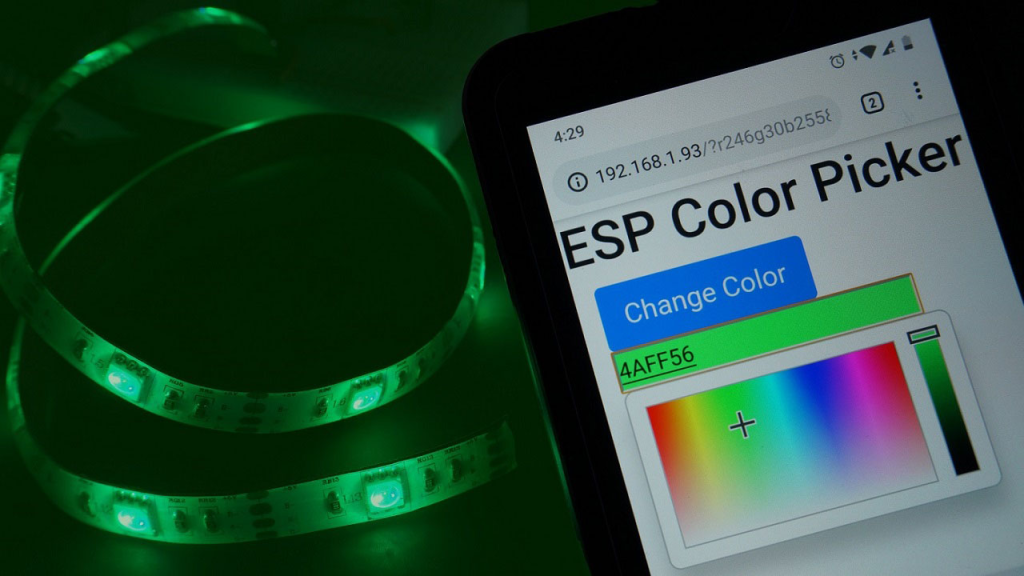 4:29
2
192.168.1.93/?r246g30b255&
ESP Color Picker
Change Color
4AFF56